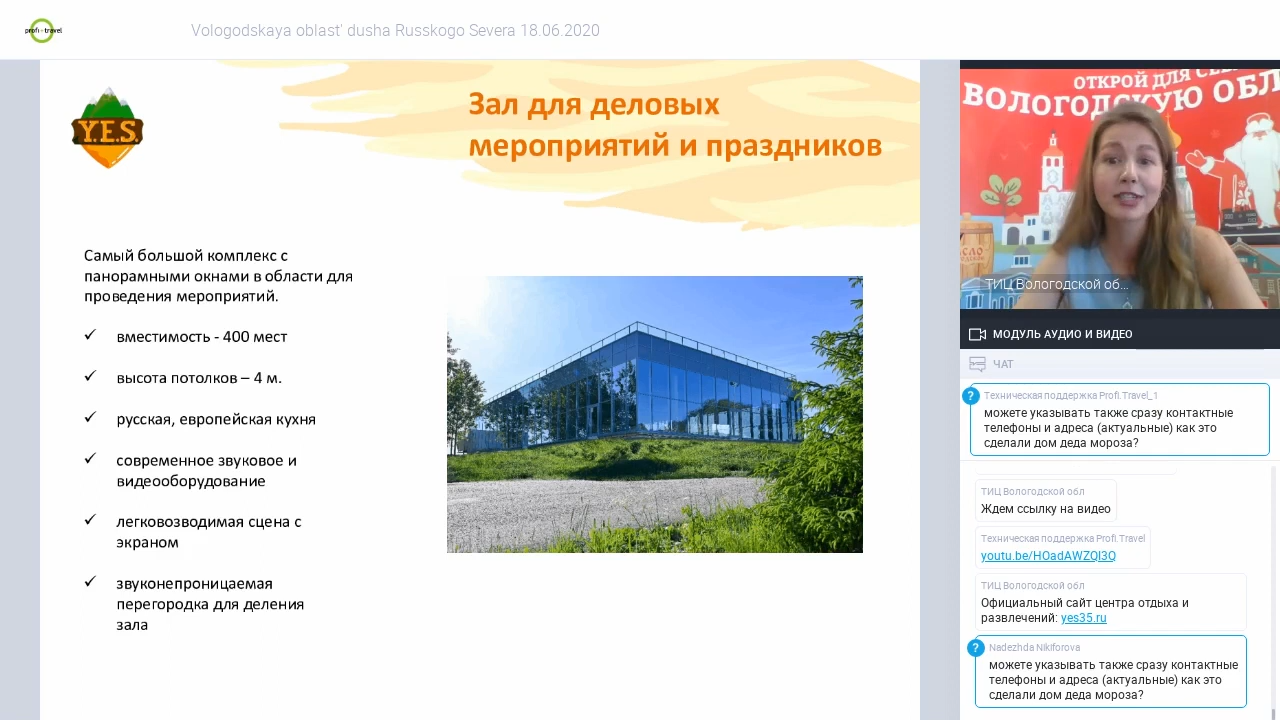 profi - travel
Vologodskaya oblast' dusha Russkogo Severa 18.06.2020
Y.E.S.
Зал для деловых
мероприятий и праздников
Самый большой комплекс с
панорамными окнами в области для
проведения мероприятий.
✓ вместимость - 400 мест
✓ высота потолков – 4 м.
✓ русская, европейская кухня
✓ современное звуковое и
видеооборудование
✓ легковозводимая сцена с
экраном
✓ звуконепроницаемая
перегородка для деления
зала
ОТКРОЙ ДЛЯ СЕБ
ВОЛОГОДСКУЮ ОБЛ
ТИЦ Вологодской об...
МОДУЛЬ АУДИО И ВИДЕО
ЧАТ
?
Техническая поддержка Profi.Travel_1
можете указывать также сразу контактные
телефоны и адреса (актуальные) как это
сделали дом деда мороза?
ТИЦ Вологодской обл
Ждем ссылку на видео
Техническая поддержка Profi.Travel
youtu.be/HOadAWZQI3Q
ТИЦ Вологодской обл
Официальный сайт центра отдыха и
развлечений: yes35.ru
?
Nadezhda Nikiforova
можете указывать также сразу контактные
телефоны и адреса (актуальные) как это
сделали дом деда мороза?